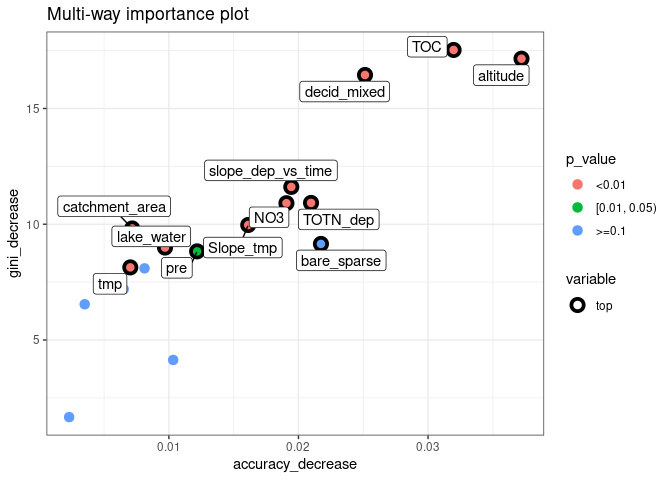 Multi-way importance plot
TOC
altitude
decid_mixed
slope_dep_vs_time
catchment_area
NO3
TOTN_dep
lake_water
Slope_tmp
bare_sparse
pre
tmp
15
10
5
gini_decrease
0.01
0.02
0.03
accuracy_decrease
p_value
<0.01
[0.01, 0.05)
>=0.1
variable
top